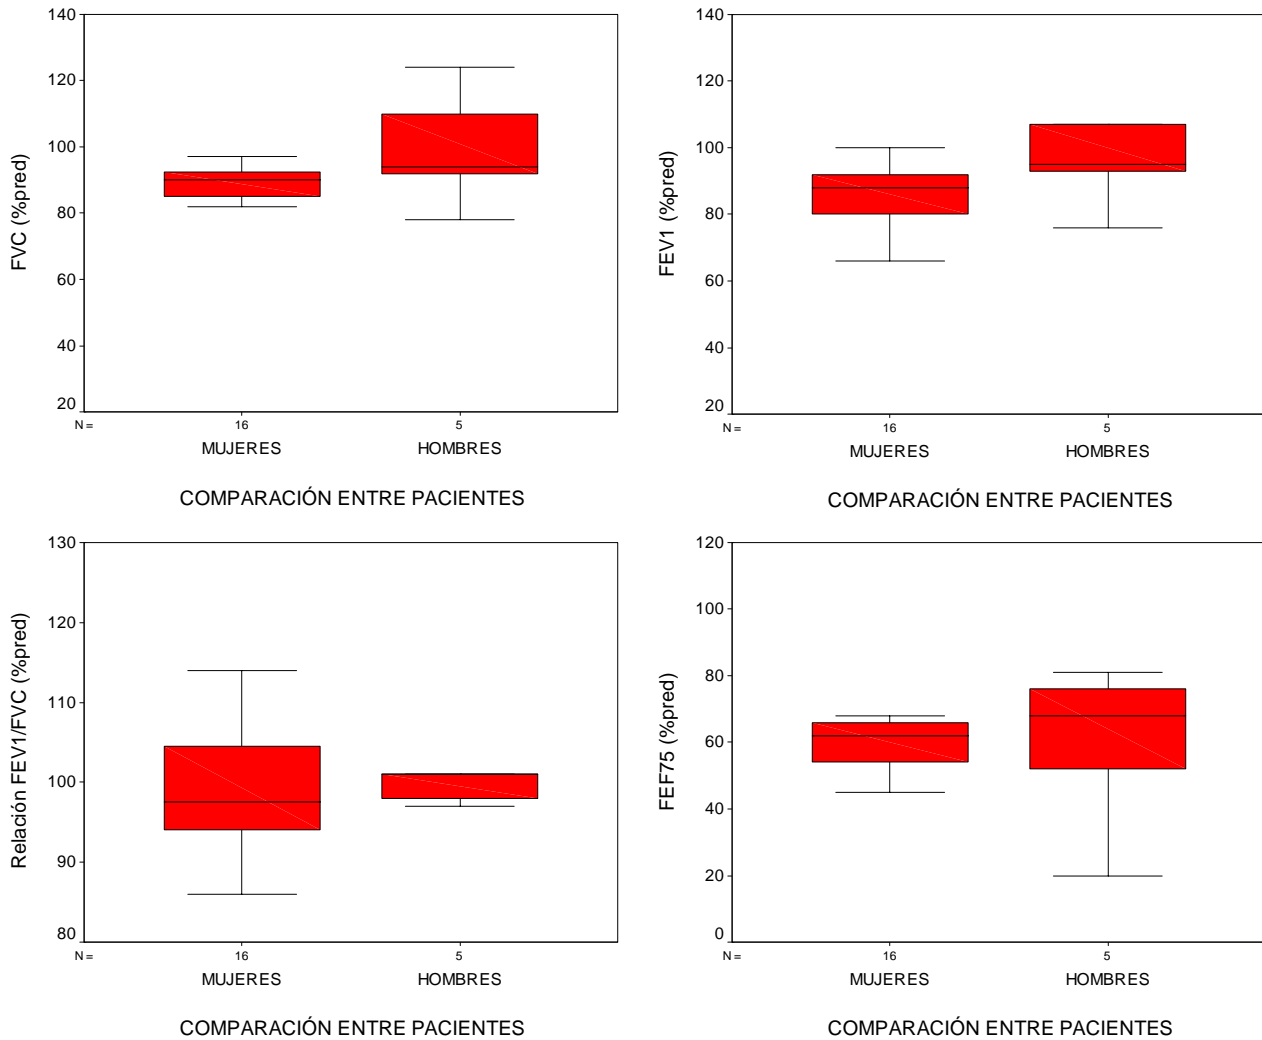 FVC (%pred)
140
120
100
80
60
40
20
N =
16
5
MUJERES
HOMBRES
COMPARACIÓN ENTRE PACIENTES
FEV1 (%pred)
140
120
100
80
60
40
20
N =
16
5
MUJERES
HOMBRES
COMPARACIÓN ENTRE PACIENTES
Relación FEV1/FVC (%pred)
130
120
110
100
90
80
N =
16
5
MUJERES
HOMBRES
COMPARACIÓN ENTRE PACIENTES
FEF75 (%pred)
120
100
80
60
40
20
0
N =
16
5
MUJERES
HOMBRES
COMPARACIÓN ENTRE PACIENTES